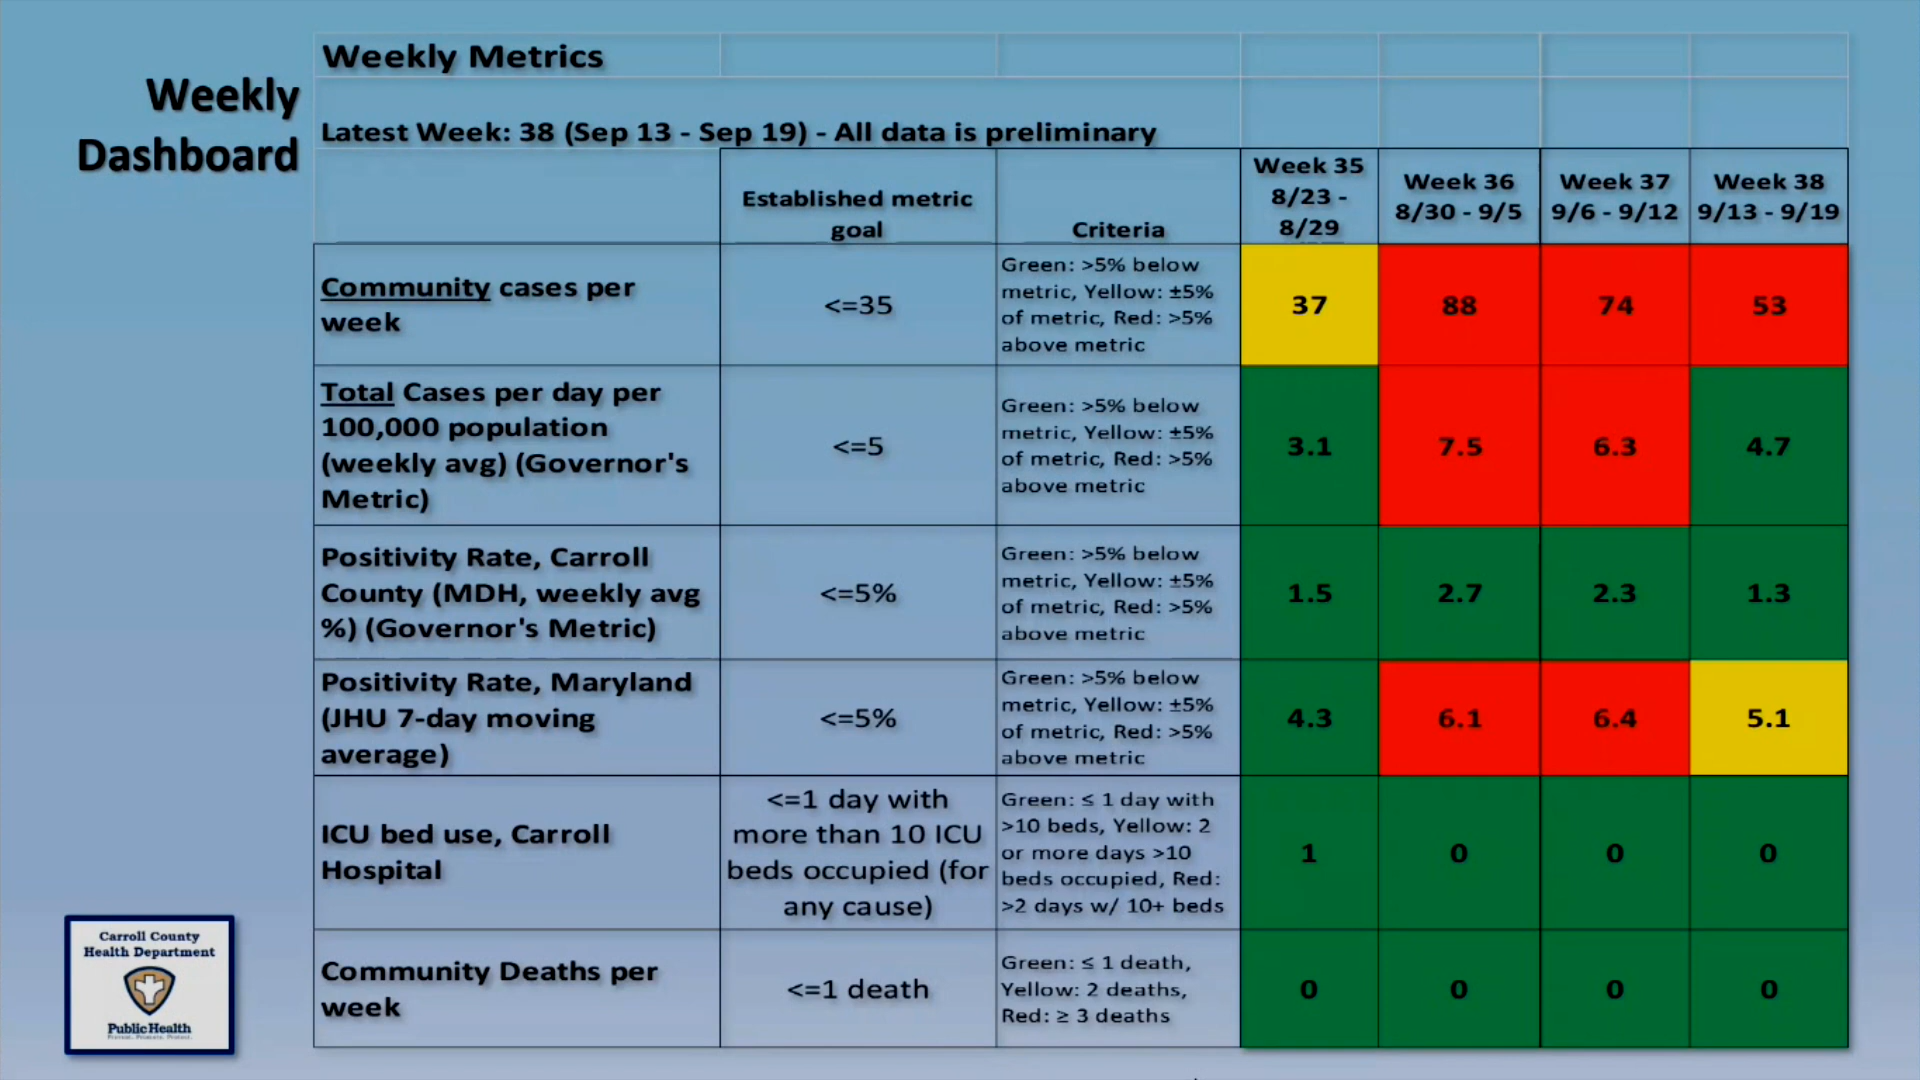 Weekly
Dashboard
Weekly Metrics
Latest Week: 38 (Sep 13 - Sep 19) - All data is preliminary
Established metric
goal
Criteria
Week 35
8/23 -
8/29
Week 36
8/30 - 9/5
Week 37
9/6 - 9/12
Week 38
9/13 - 9/19
Community cases per
week
<=35
Green: >5% below
metric, Yellow: ±5%
of metric, Red: >5%
above metric
37
88
74
53
Total Cases per day per
100,000 population
(weekly avg) (Governor's
Metric)
<=5
Green: >5% below
metric, Yellow: ±5%
of metric, Red: >5%
above metric
3.1
7.5
6.3
4.7
Positivity Rate, Carroll
County (MDH, weekly avg
%) (Governor's Metric)
<=5%
Green: >5% below
metric, Yellow: ±5%
of metric, Red: >5%
above metric
1.5
2.7
2.3
1.3
Positivity Rate, Maryland
(JHU 7-day moving
average)
<=5%
Green: >5% below
metric, Yellow: ±5%
of metric, Red: >5%
above metric
4.3
6.1
6.4
5.1
ICU bed use, Carroll
Hospital
<=1 day with
more than 10 ICU
beds occupied (for
any cause)
Green: ≤ 1 day with
>10 beds, Yellow: 2
or more days >10
beds occupied, Red:
>2 days w/ 10+ beds
1
0
0
0
Community Deaths per
week
<=1 death
Green: ≤ 1 death,
Yellow: 2 deaths,
Red: ≥ 3 deaths
0
0
0
0
Carroll County
Health Department
Public Health
Prevent. Promote. Protect.